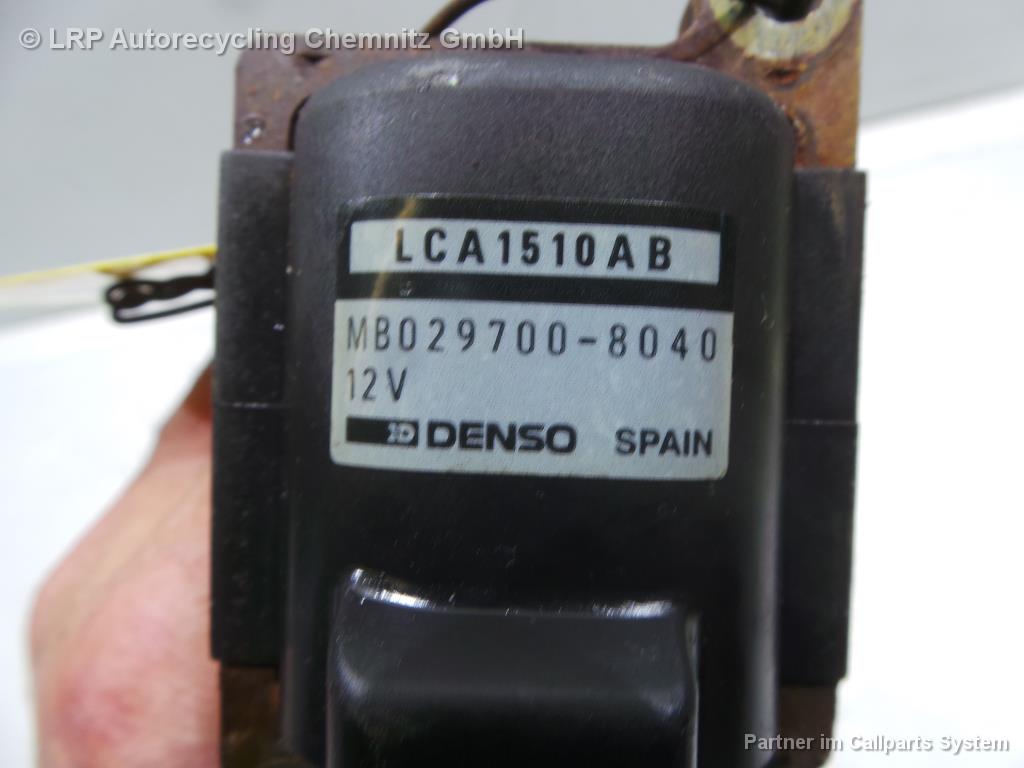 © LRP Autorecycling Chemnitz GmbH
LCA1510AB
MB029700-8040
12V
DENSO SPAIN
Partner im Callparts System